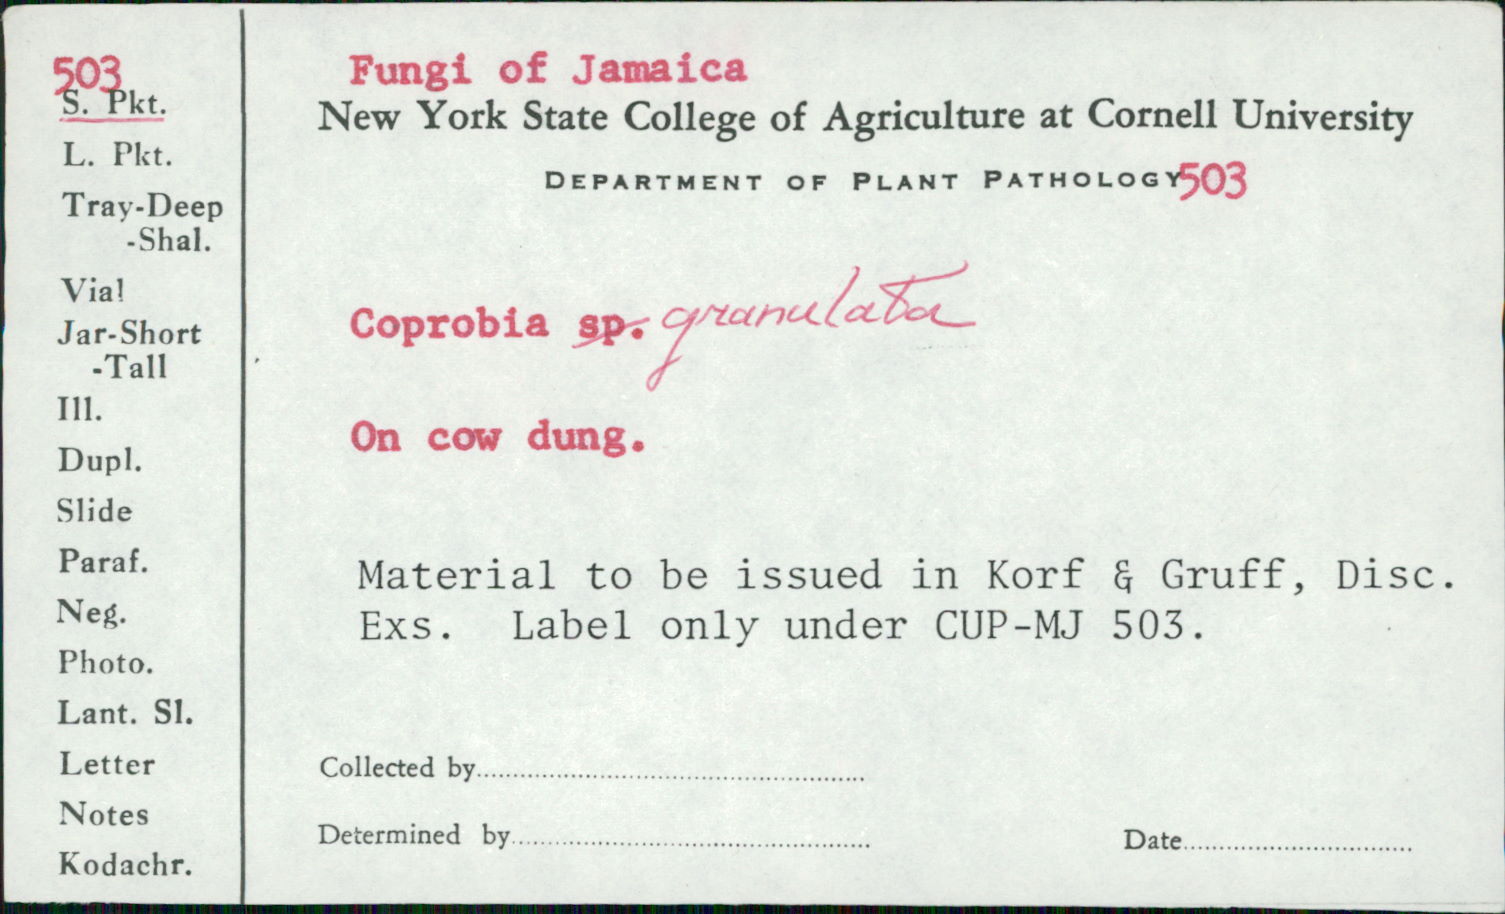 503
S. Pkt.
L. Pkt.
Tray-Deep
-Shal.
Vial
Jar-Short
-Tall
Ill.
Dupl.
Slide
Paraf.
Neg.
Photo.
Lant. Sl.
Letter
Notes
Kodachr.
Fungi of Jamaica
New York State College of Agriculture at Cornell University
DEPARTMENT OF PLANT PATHOLOGY 503
Coprobia sp. granulata
On cow dung.
Material to be issued in Korf & Gruff, Disc.
Exs. Label only under CUP-MJ 503.
Collected by
Determined by
Date